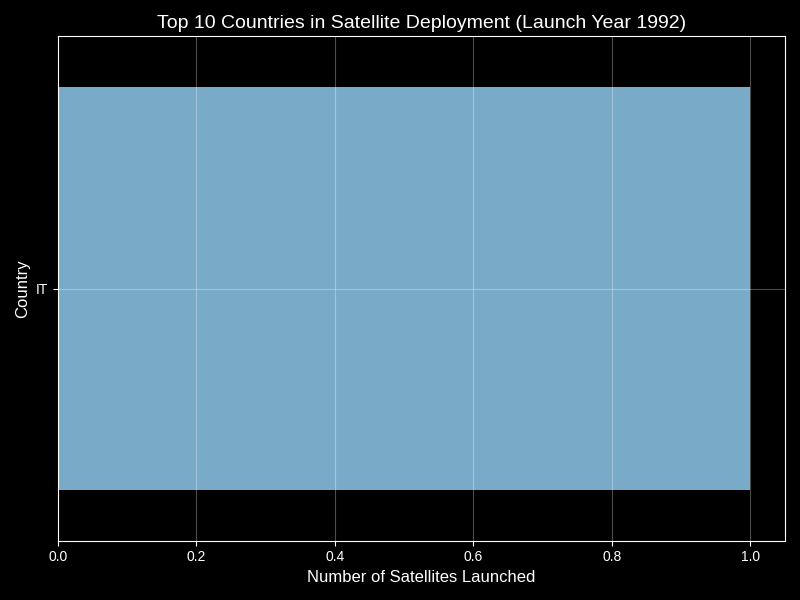 Top 10 Countries in Satellite Deployment (Launch Year 1992)
Country
IT
0.0 0.2 0.4 0.6 0.8 1.0
Number of Satellites Launched